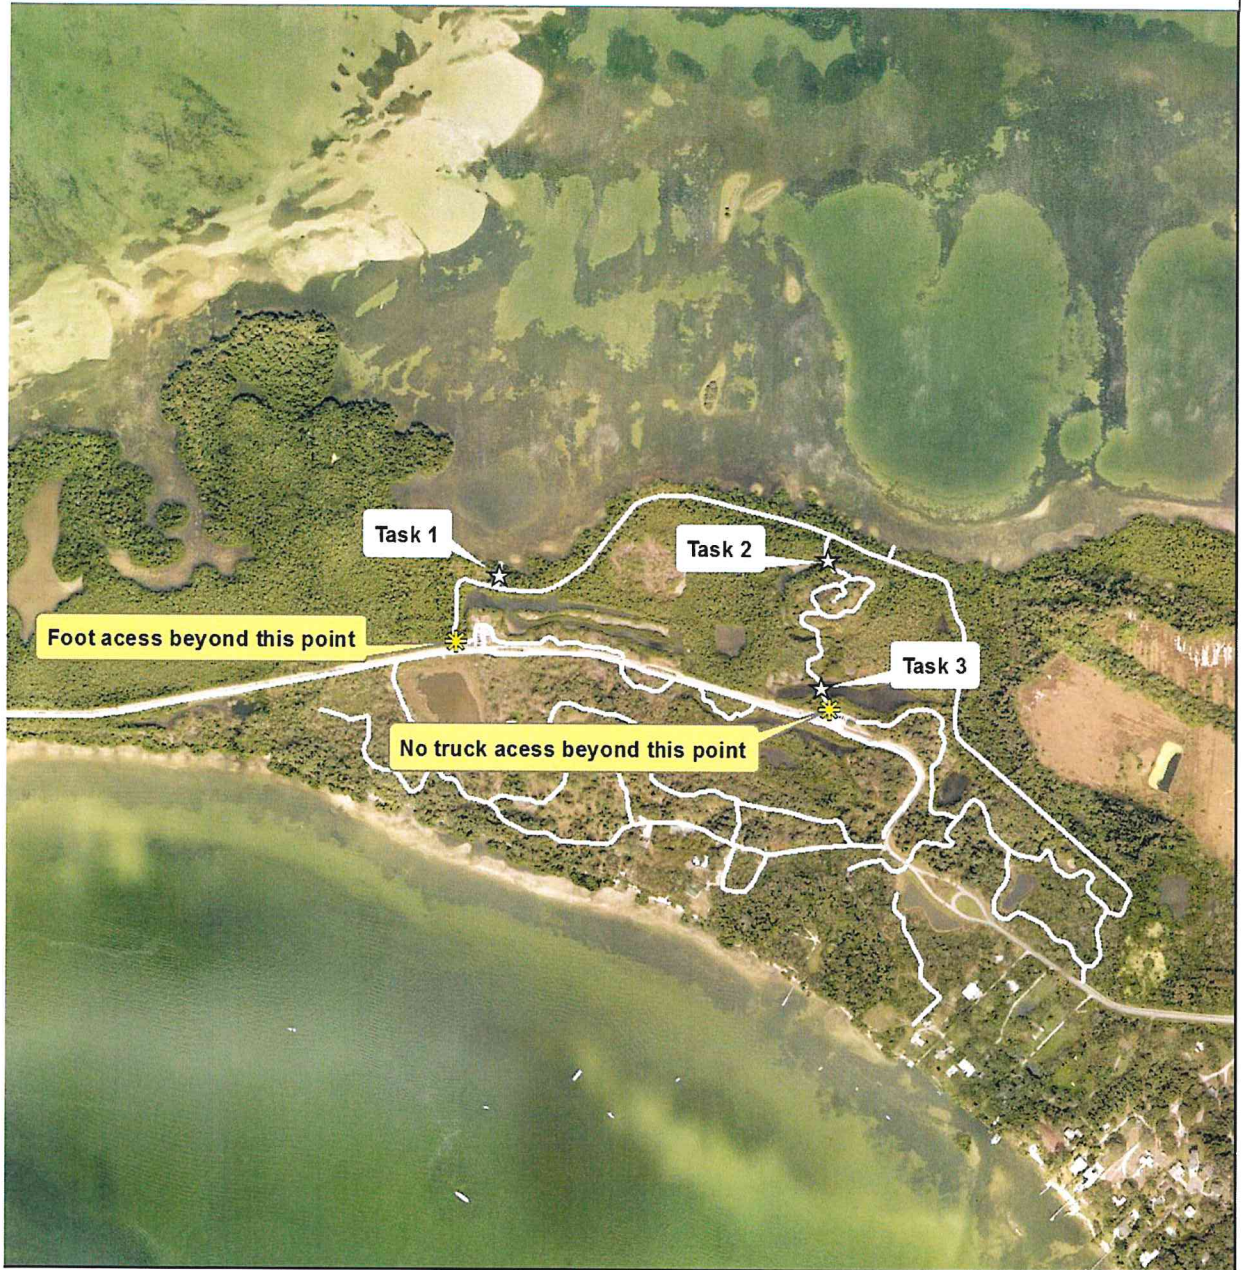 Task 1
Task 2
Foot acess beyond this point
Task 3
No truck acess beyond this point